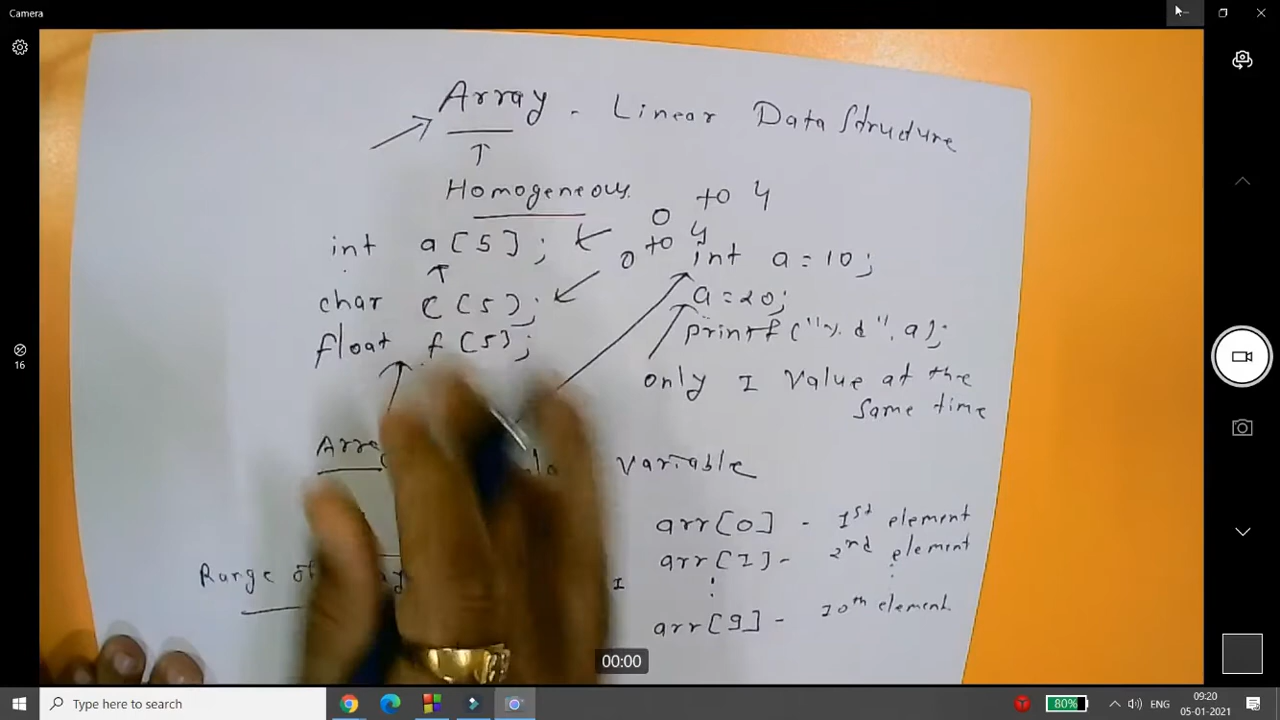 Camera
Array - Linear Data Structure
Homogeneous
0 to 4
int a[5];
0 to 4
int a = 10;
char c[5];
a = 20;
float f[5];
printf("%d", a);
only 1 value at the
same time
Variable
arr[0] - 1st element
arr[1] - 2nd element
:
:
Range of
arr[9] - 10th element
16
00:00
Type here to search
80%
ENG
09:20
05-01-2021